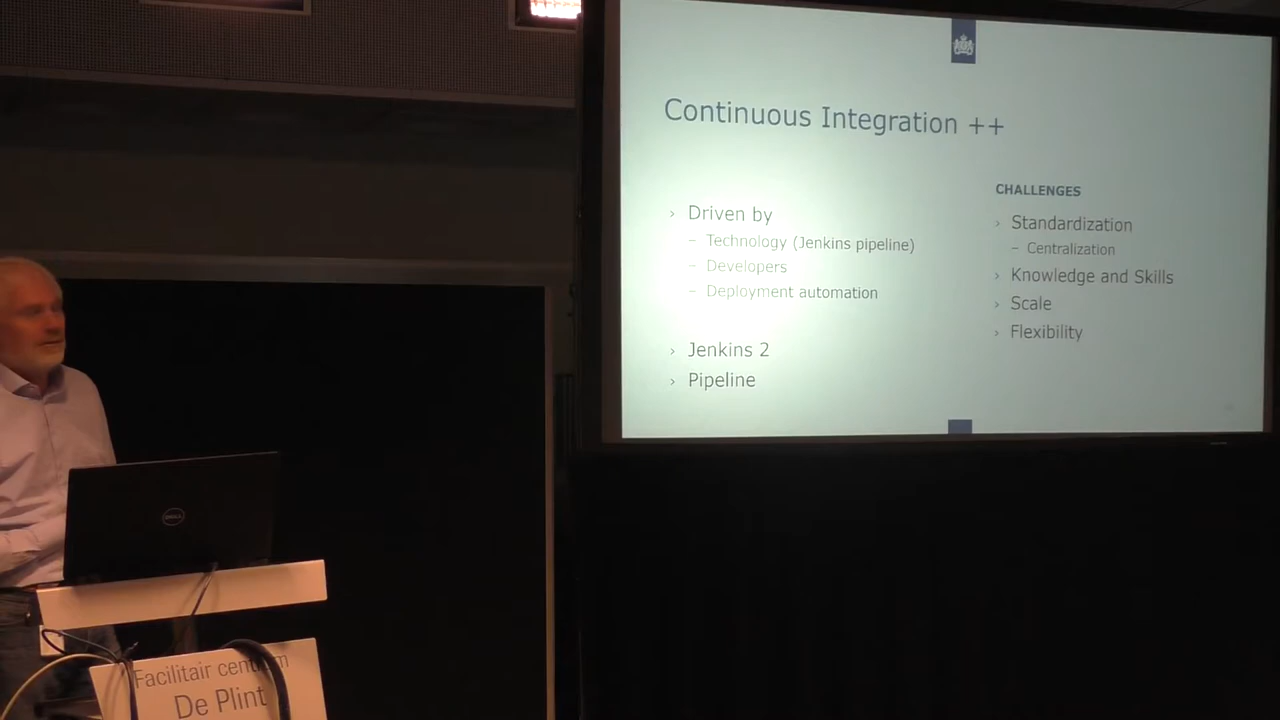 Continuous Integration ++
› Driven by
– Technology (Jenkins pipeline)
– Developers
– Deployment automation
› Jenkins 2
› Pipeline
CHALLENGES
› Standardization
– Centralization
› Knowledge and Skills
› Scale
› Flexibility
DELL
Facilitair centrum
De Plint